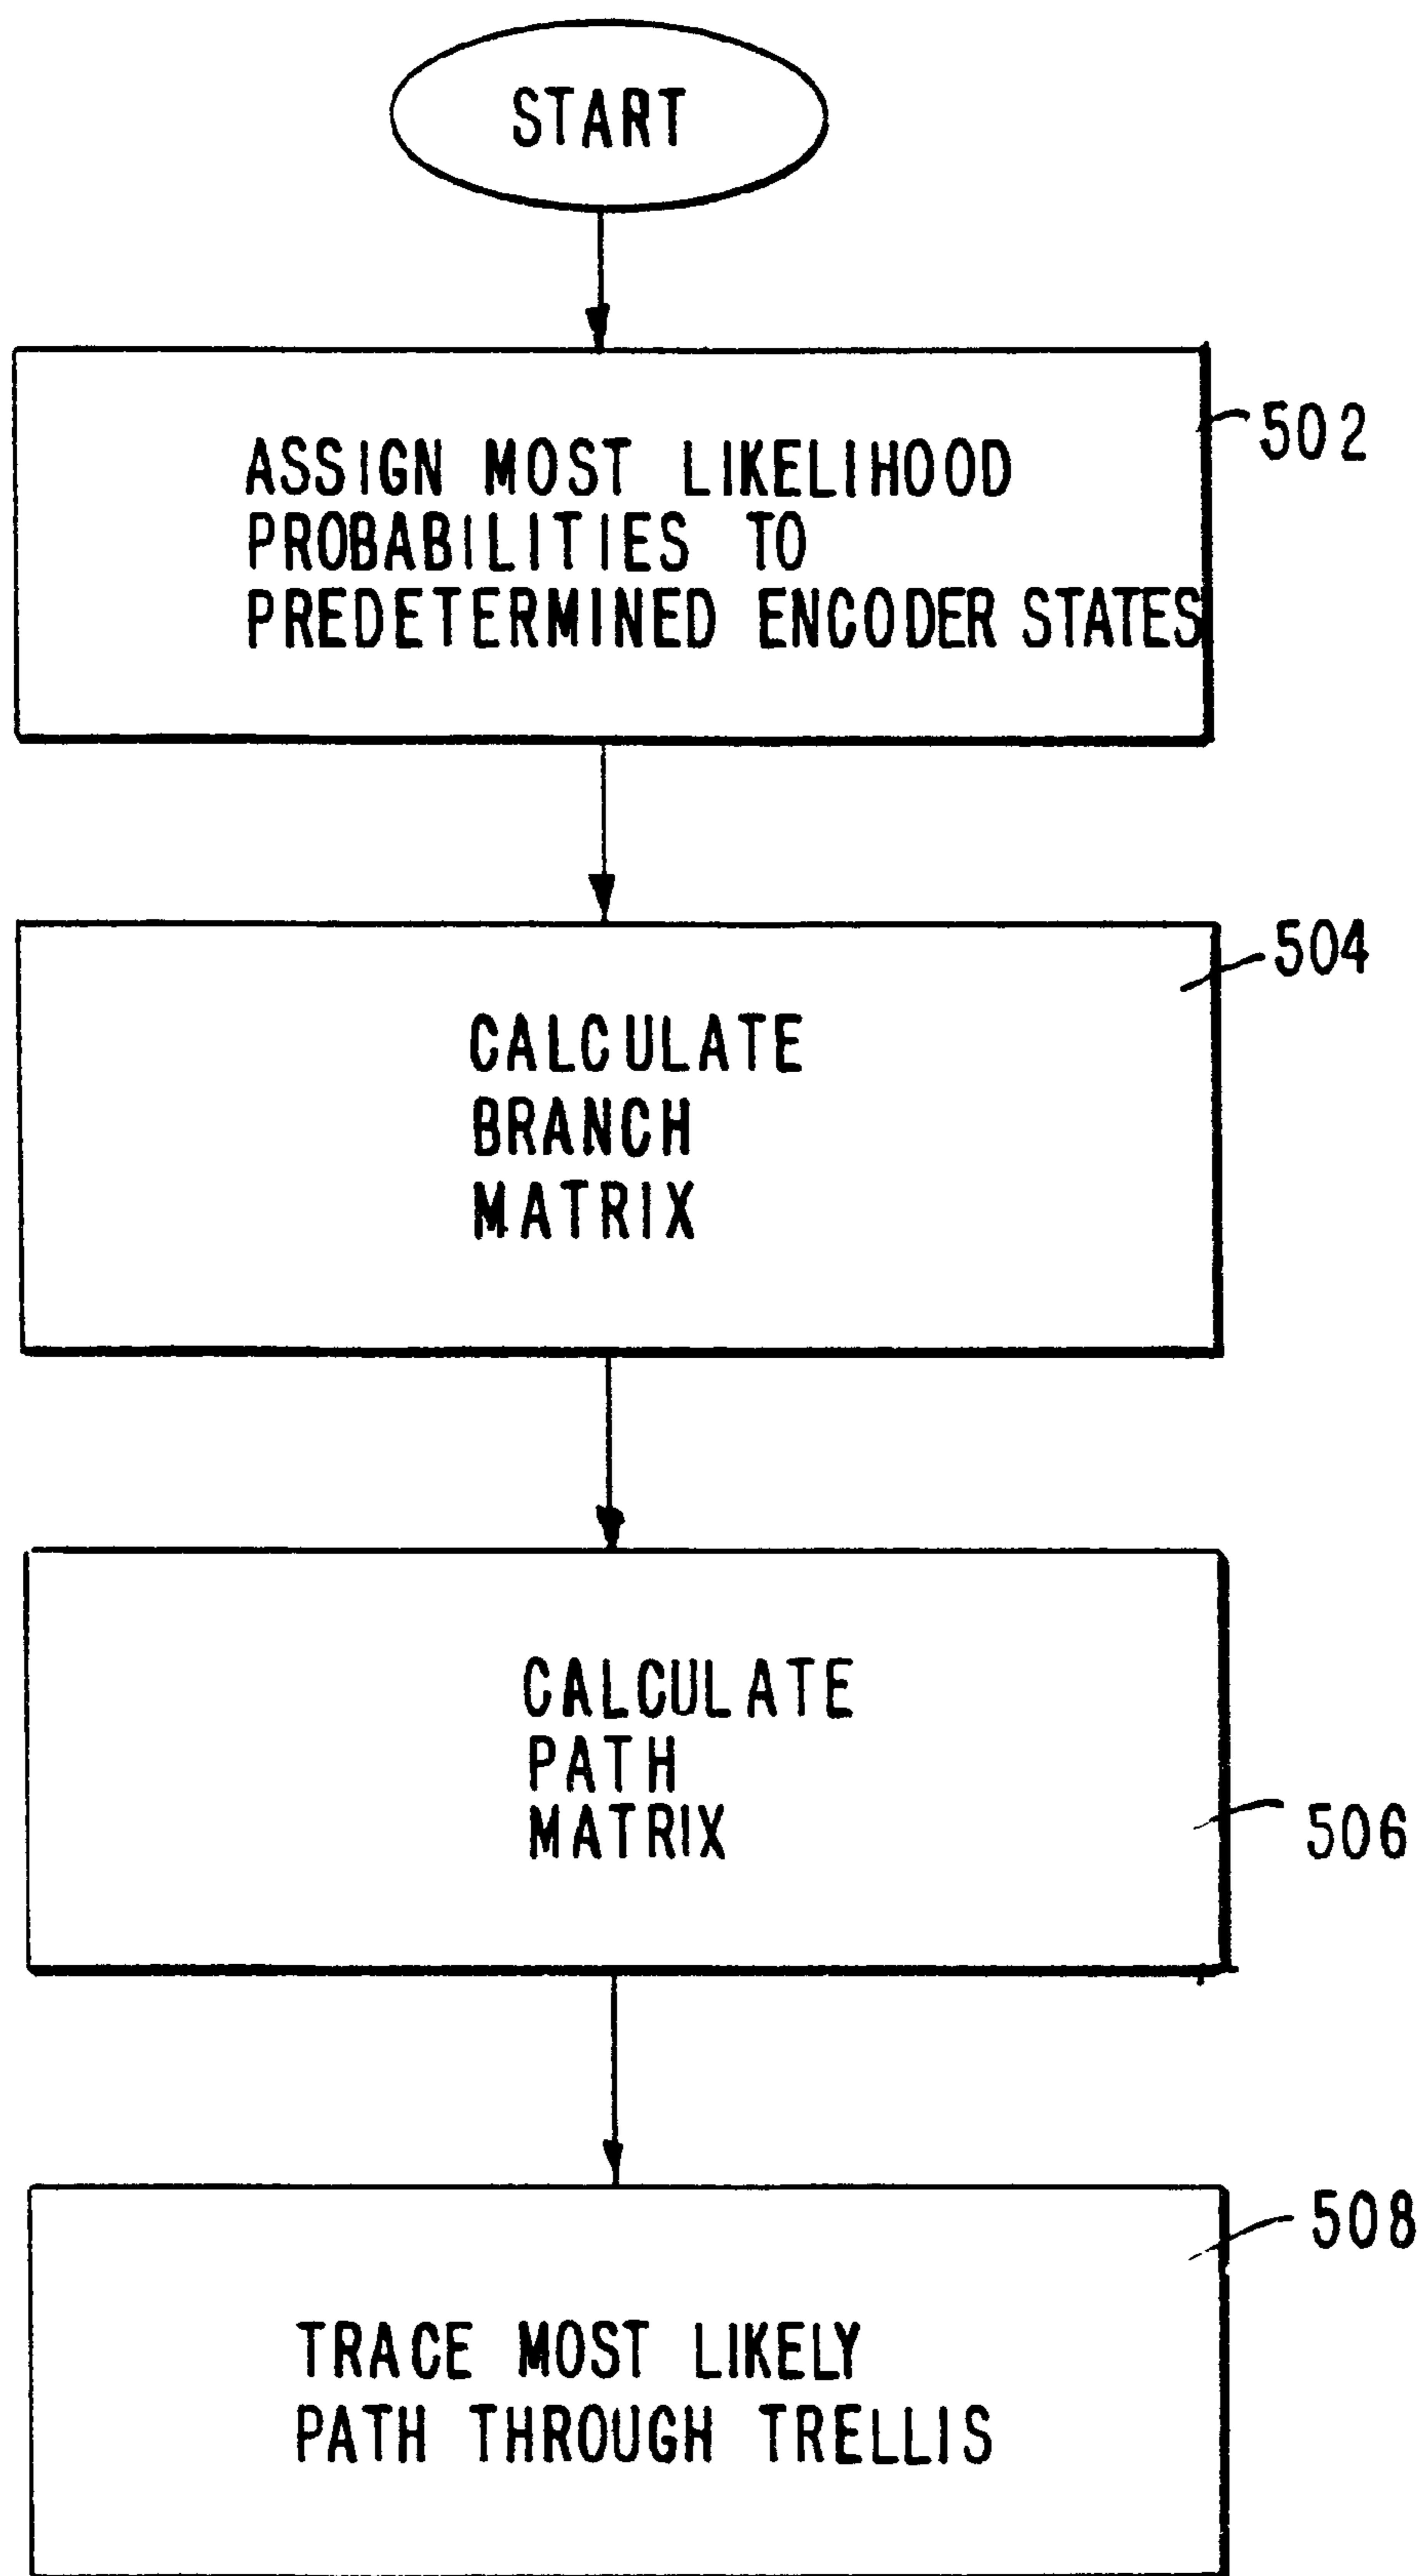 START
502
ASSIGN MOST LIKELIHOOD
PROBABILITIES TO
PREDETERMINED ENCODER STATES
504
CALCULATE
BRANCH
MATRIX
CALCULATE
PATH
MATRIX
506
508
TRACE MOST LIKELY
PATH THROUGH TRELLIS